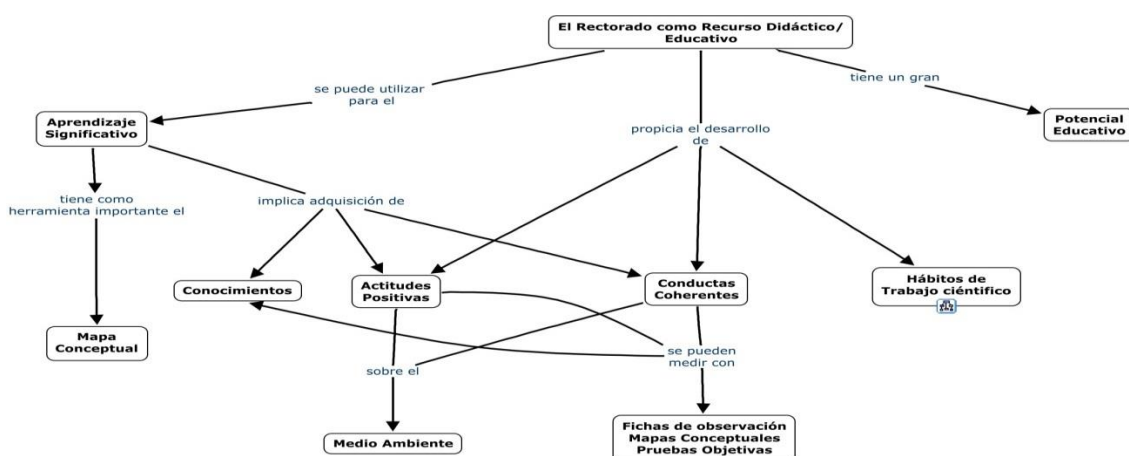 El Rectorado como Recurso Didáctico/
Educativo
se puede utilizar
para el
tiene un gran
Aprendizaje
Significativo
propicia el desarrollo
de
Potencial
Educativo
tiene como
herramienta importante el
implica adquisición de
Conocimientos
Actitudes
Positivas
Conductas
Coherentes
Hábitos de
Trabajo ciéntifico
Mapa
Conceptual
sobre el
se pueden
medir con
Medio Ambiente
Fichas de observación
Mapas Conceptuales
Pruebas Objetivas